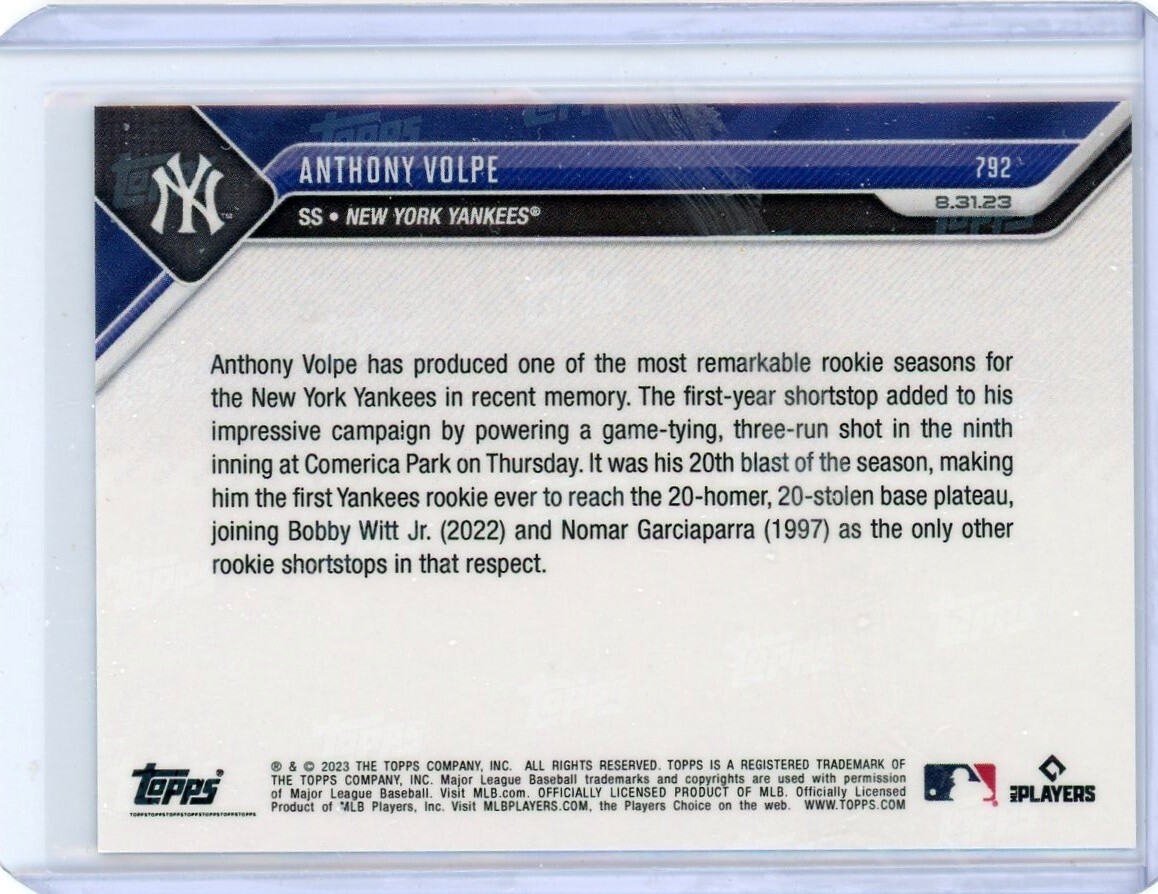 ANTHONY VOLPE
792
SS • NEW YORK YANKEES®
8.31.23
NY
TM
Anthony Volpe has produced one of the most remarkable rookie seasons for
the New York Yankees in recent memory. The first-year shortstop added to his
impressive campaign by powering a game-tying, three-run shot in the ninth
inning at Comerica Park on Thursday. It was his 20th blast of the season, making
him the first Yankees rookie ever to reach the 20-homer, 20-stolen base plateau,
joining Bobby Witt Jr. (2022) and Nomar Garciaparra (1997) as the only other
rookie shortstops in that respect.
Topps®
TOPPSTOPPSTOPPSTOPPSTOPPSTOPPSTOPPS
® & © 2023 THE TOPPS COMPANY, INC. ALL RIGHTS RESERVED. TOPPS IS A REGISTERED TRADEMARK OF
THE TOPPS COMPANY, INC. Major League Baseball trademarks and copyrights are used with permission
of Major League Baseball. Visit MLB.com. OFFICIALLY LICENSED PRODUCT OF MLB. Officially Licensed
Product of MLB Players, Inc. Visit MLBPLAYERS.COM, the Players Choice on the web. WWW.TOPPS.COM
MLB PLAYERS